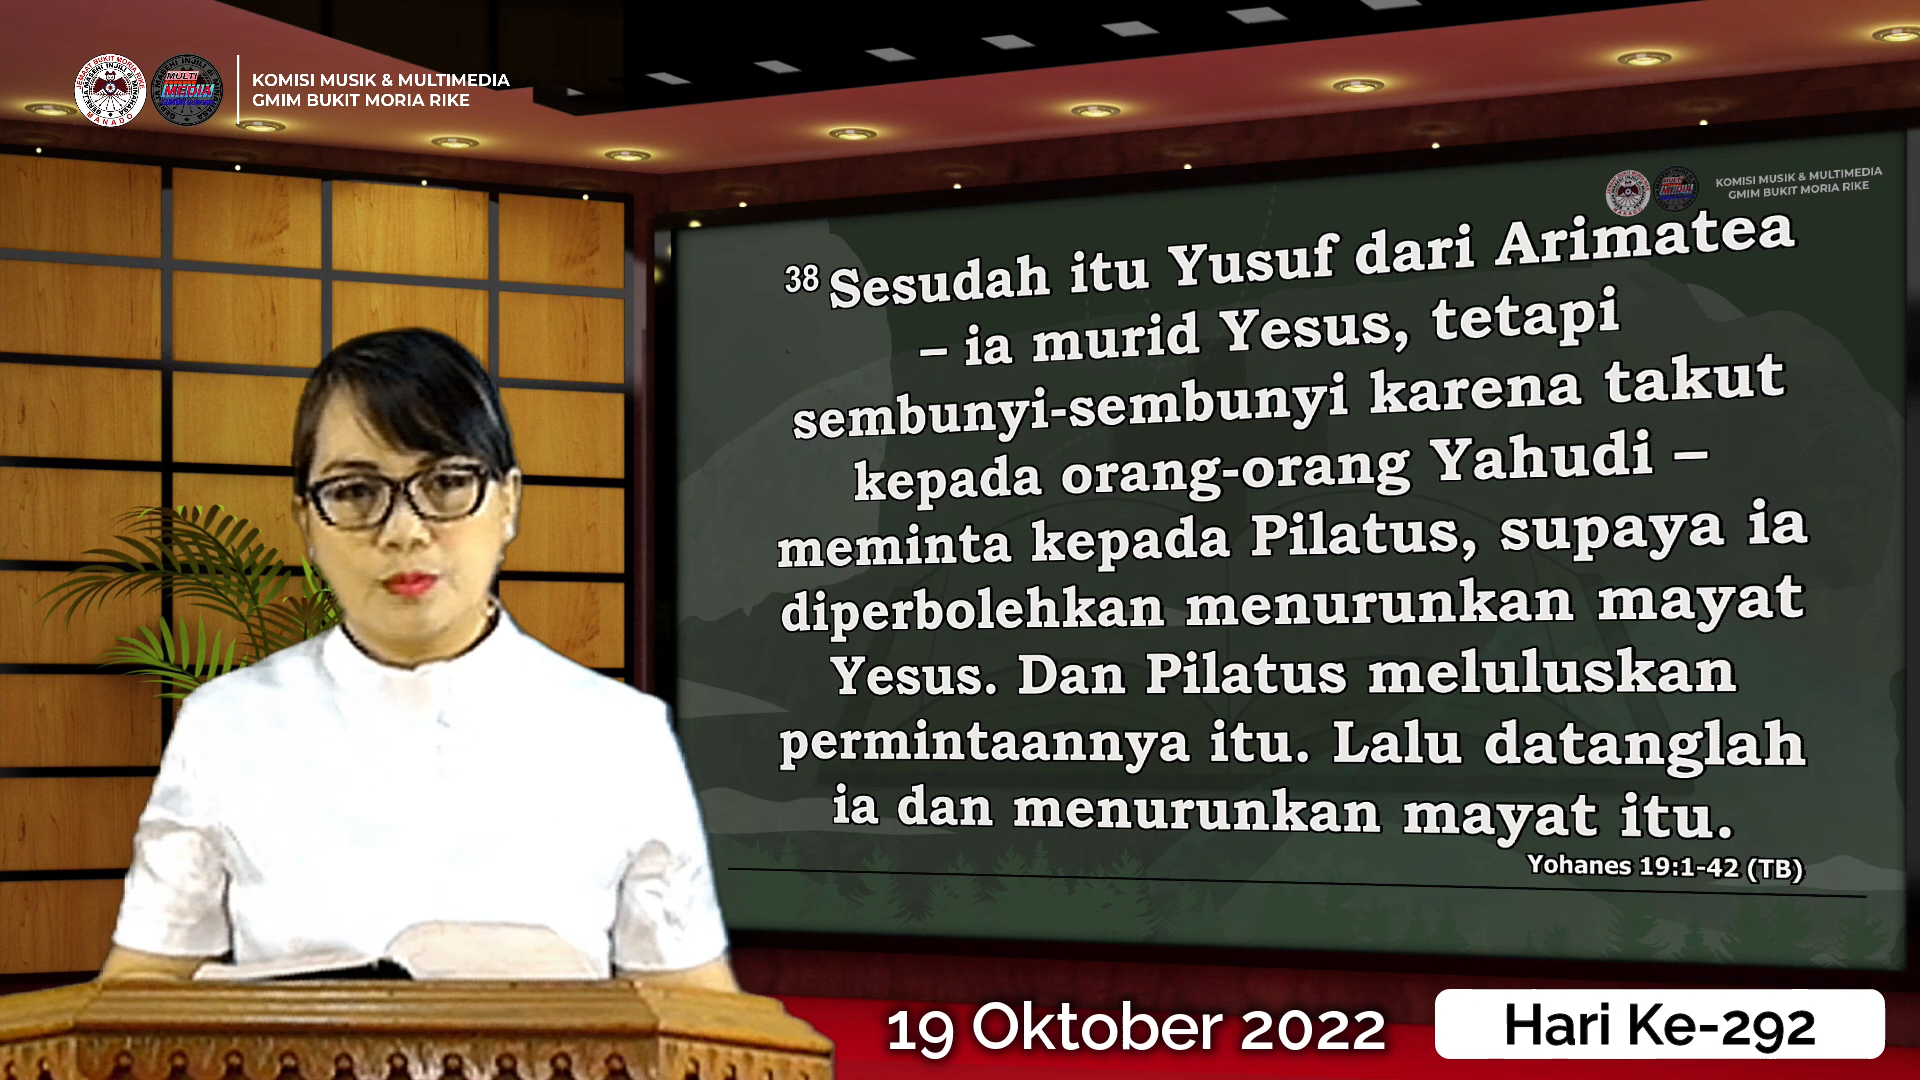 KOMISI MUSIK & MULTIMEDIA
GMIM BUKIT MORIA RIKE
MULTI
MEDIA
MANADO
KOMISI MUSIK & MULTIMEDIA
GMIM BUKIT MORIA RIKE
38 Sesudah itu Yusuf dari Arimatea
– ia murid Yesus, tetapi
sembunyi-sembunyi karena takut
kepada orang-orang Yahudi –
meminta kepada Pilatus, supaya ia
diperbolehkan menurunkan mayat
Yesus. Dan Pilatus meluluskan
permintaannya itu. Lalu datanglah
ia dan menurunkan mayat itu.
Yohanes 19:1-42 (TB)
19 Oktober 2022
Hari Ke-292